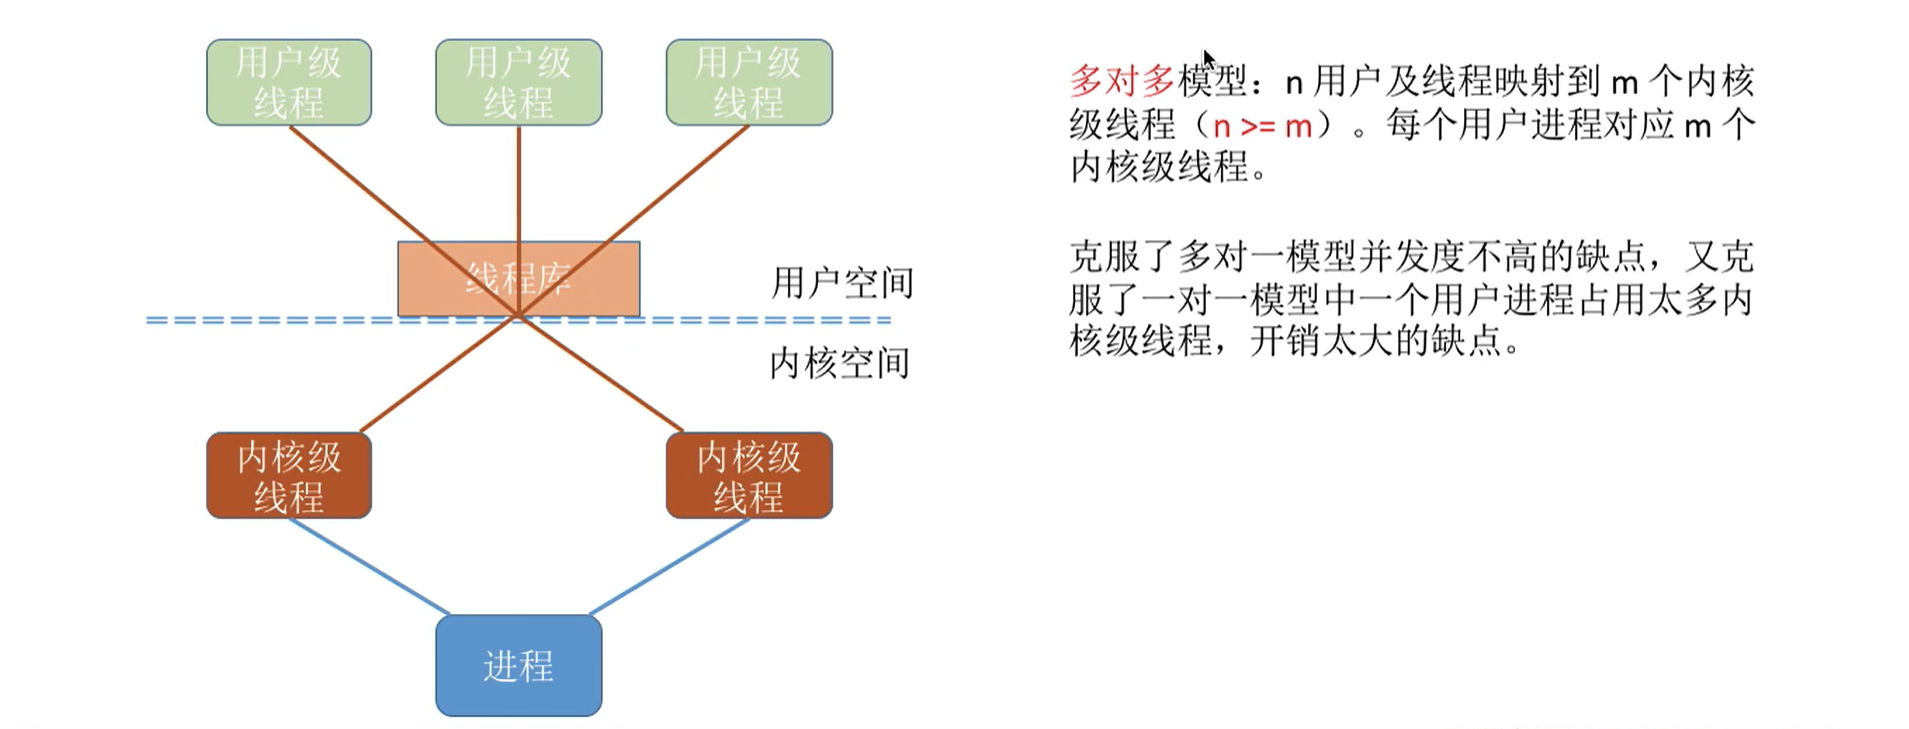 用户级
线程
用户级
线程
用户级
线程
线程库
用户空间
内核空间
内核级
线程
内核级
线程
进程
多对多模型：n 用户及线程映射到 m 个内核
级线程（n >= m）。每个用户进程对应 m 个
内核级线程。
克服了多对一模型并发度不高的缺点，又克
服了一对一模型中一个用户进程占用太多内
核级线程，开销太大的缺点。